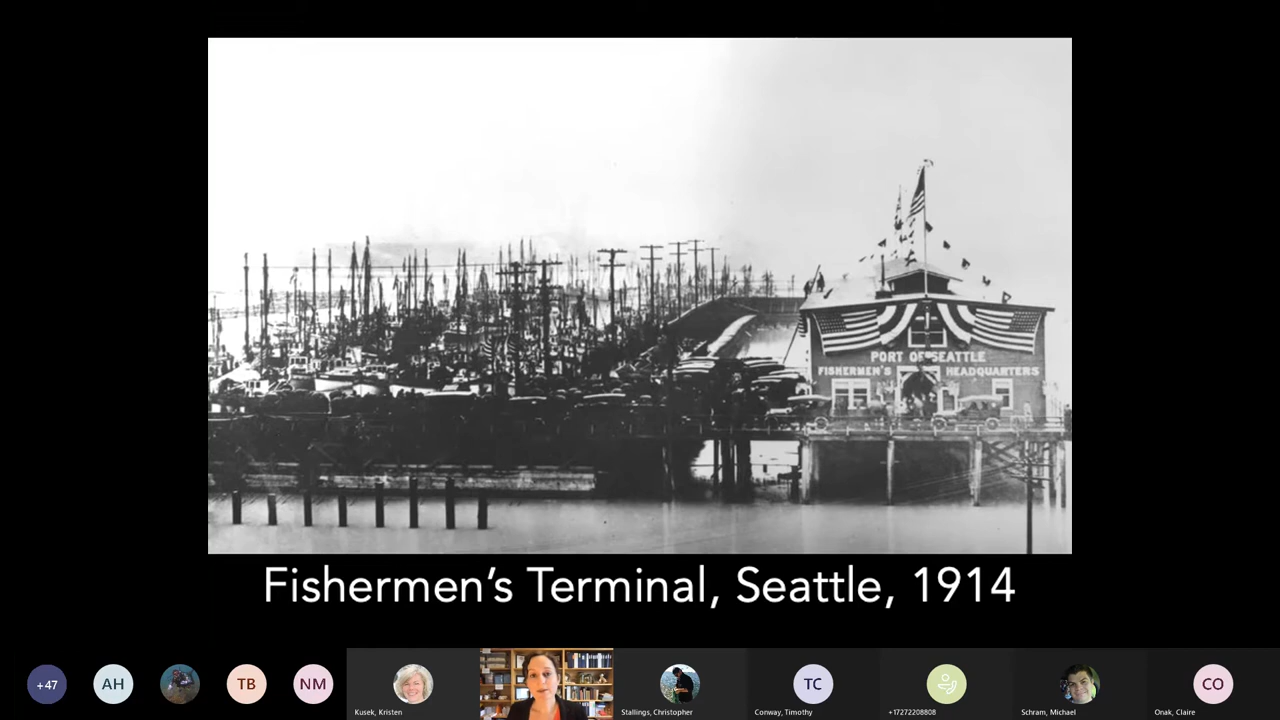 PORT OF SEATTLE
FISHERMEN'S HEADQUARTERS
Fishermen's Terminal, Seattle, 1914
+47
AH
TB
NM
Kusek, Kristen
Stallings, Christopher
TC
Conway, Timothy
+17272208808
Schram, Michael
CO
Onak, Claire